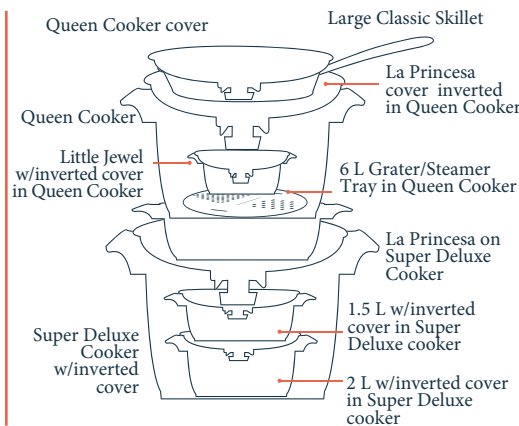 Queen Cooker cover
Large Classic Skillet
La Princesa
cover inverted
in Queen Cooker
Queen Cooker
Little Jewel
w/inverted cover
in Queen Cooker
6 L Grater/Steamer
Tray in Queen Cooker
La Princesa on
Super Deluxe
Cooker
1.5 L w/inverted
cover in Super
Deluxe cooker
Super Deluxe
Cooker
w/inverted
cover
2 L w/inverted cover
in Super Deluxe
cooker